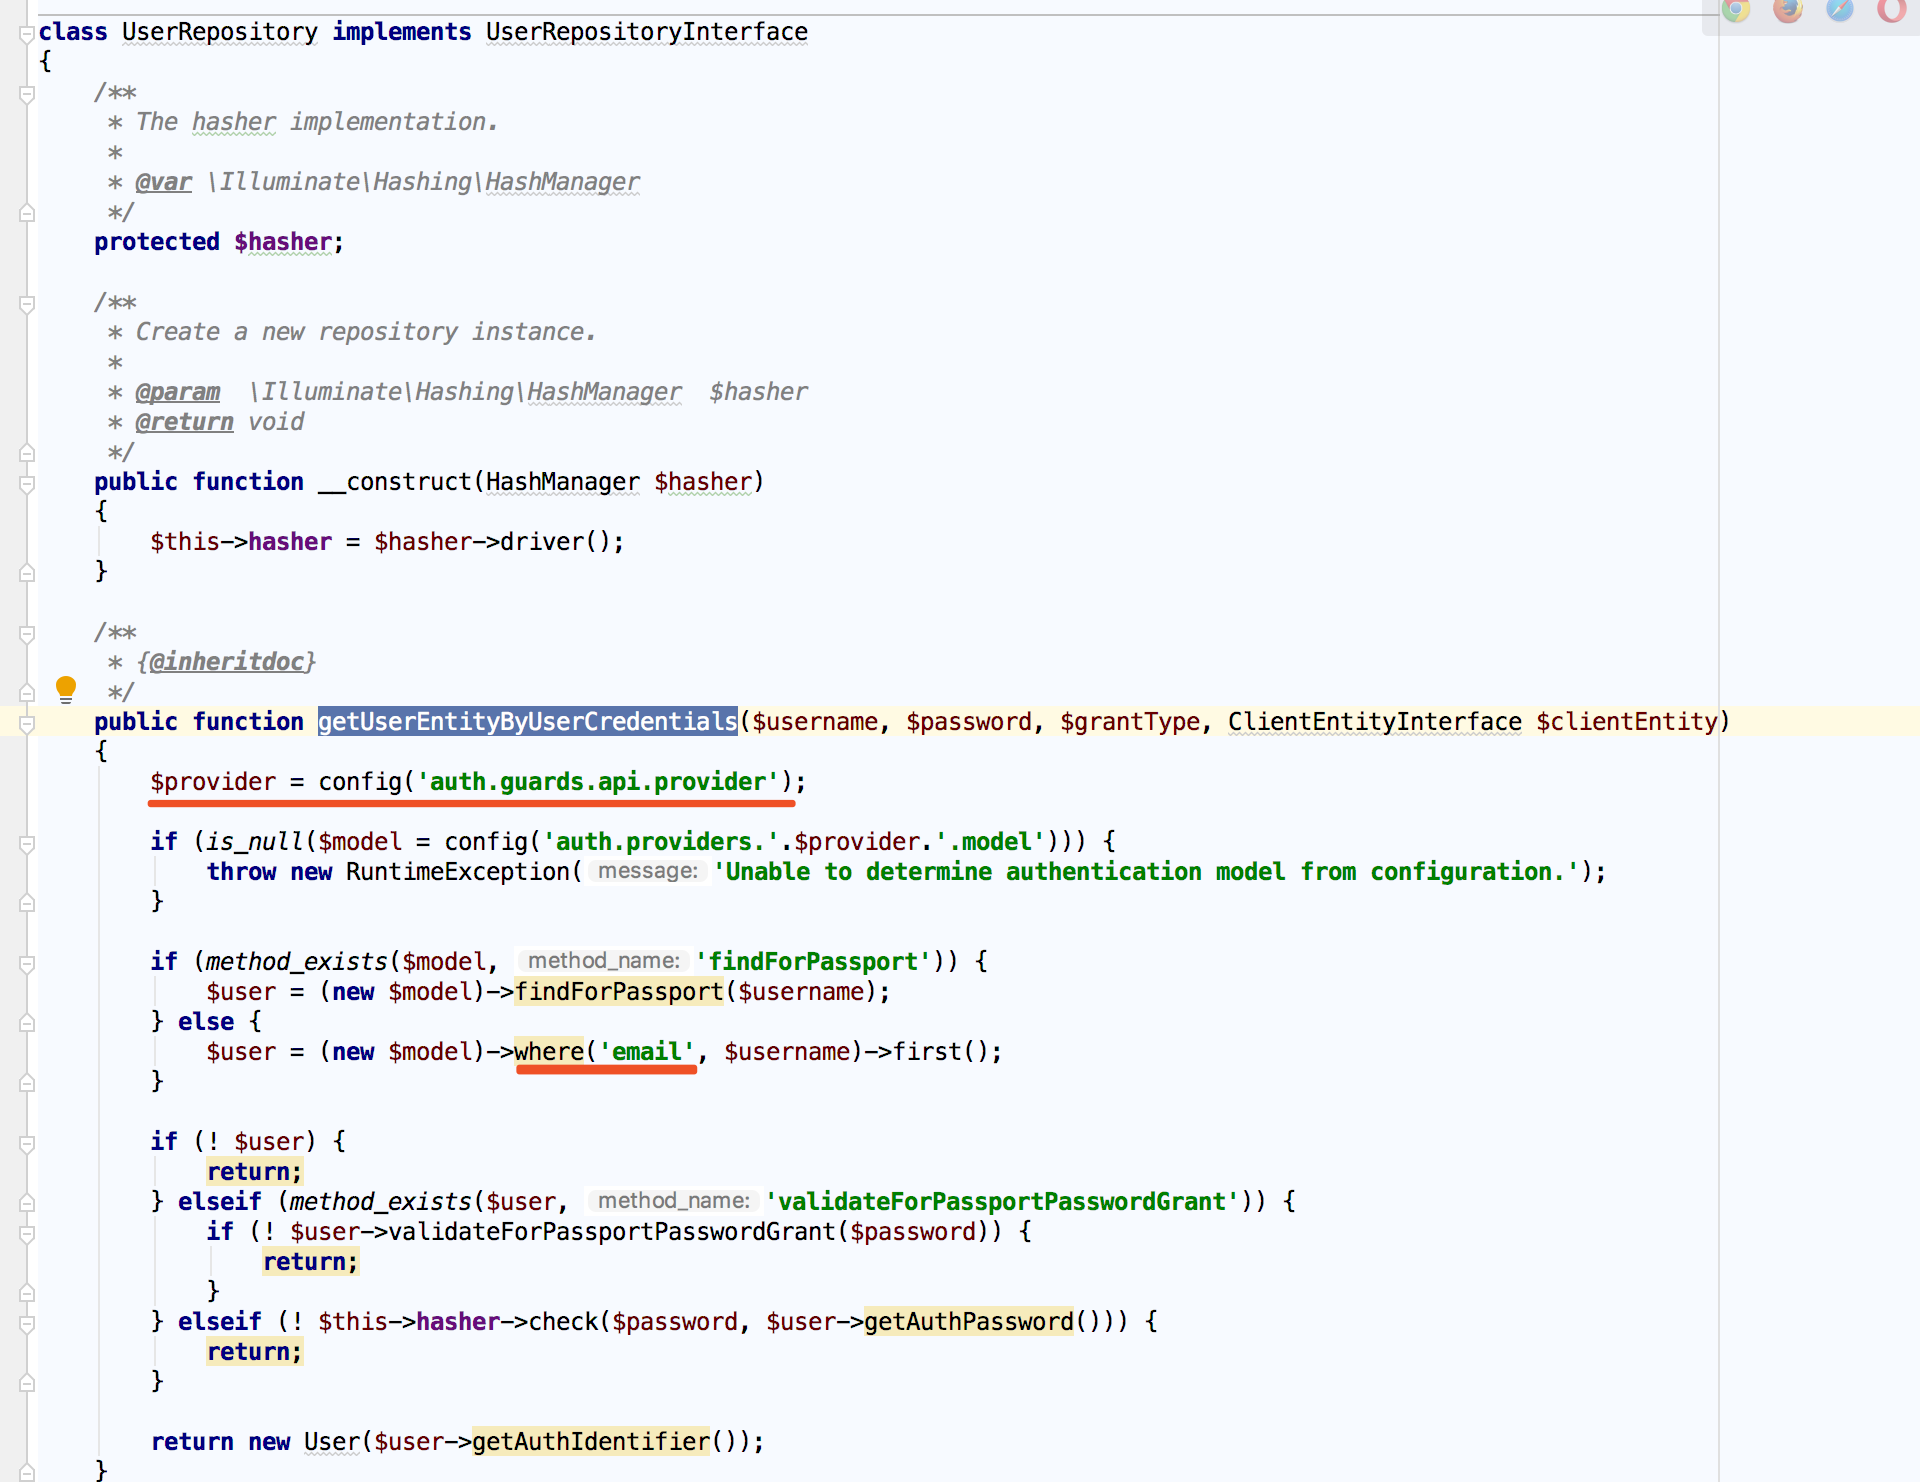 class UserRepository implements UserRepositoryInterface
{
    /**
     * The hasher implementation.
     *
     * @var \Illuminate\Hashing\HashManager
     */
    protected $hasher;

    /**
     * Create a new repository instance.
     *
     * @param  \Illuminate\Hashing\HashManager  $hasher
     * @return void
     */
    public function __construct(HashManager $hasher)
    {
        $this->hasher = $hasher->driver();
    }

    /**
     * {@inheritdoc}
     */
    public function getUserEntityByUserCredentials($username, $password, $grantType, ClientEntityInterface $clientEntity)
    {
        $provider = config('auth.guards.api.provider');

        if (is_null($model = config('auth.providers.'.$provider.'.model'))) {
            throw new RuntimeException( message: 'Unable to determine authentication model from configuration.');
        }

        if (method_exists($model, method_name: 'findForPassport')) {
            $user = (new $model)->findForPassport($username);
        } else {
            $user = (new $model)->where('email', $username)->first();
        }

        if (! $user) {
            return;
        } elseif (method_exists($user, method_name: 'validateForPassportPasswordGrant')) {
            if (! $user->validateForPassportPasswordGrant($password)) {
                return;
            }
        } elseif (! $this->hasher->check($password, $user->getAuthPassword())) {
            return;
        }

        return new User($user->getAuthIdentifier());
    }